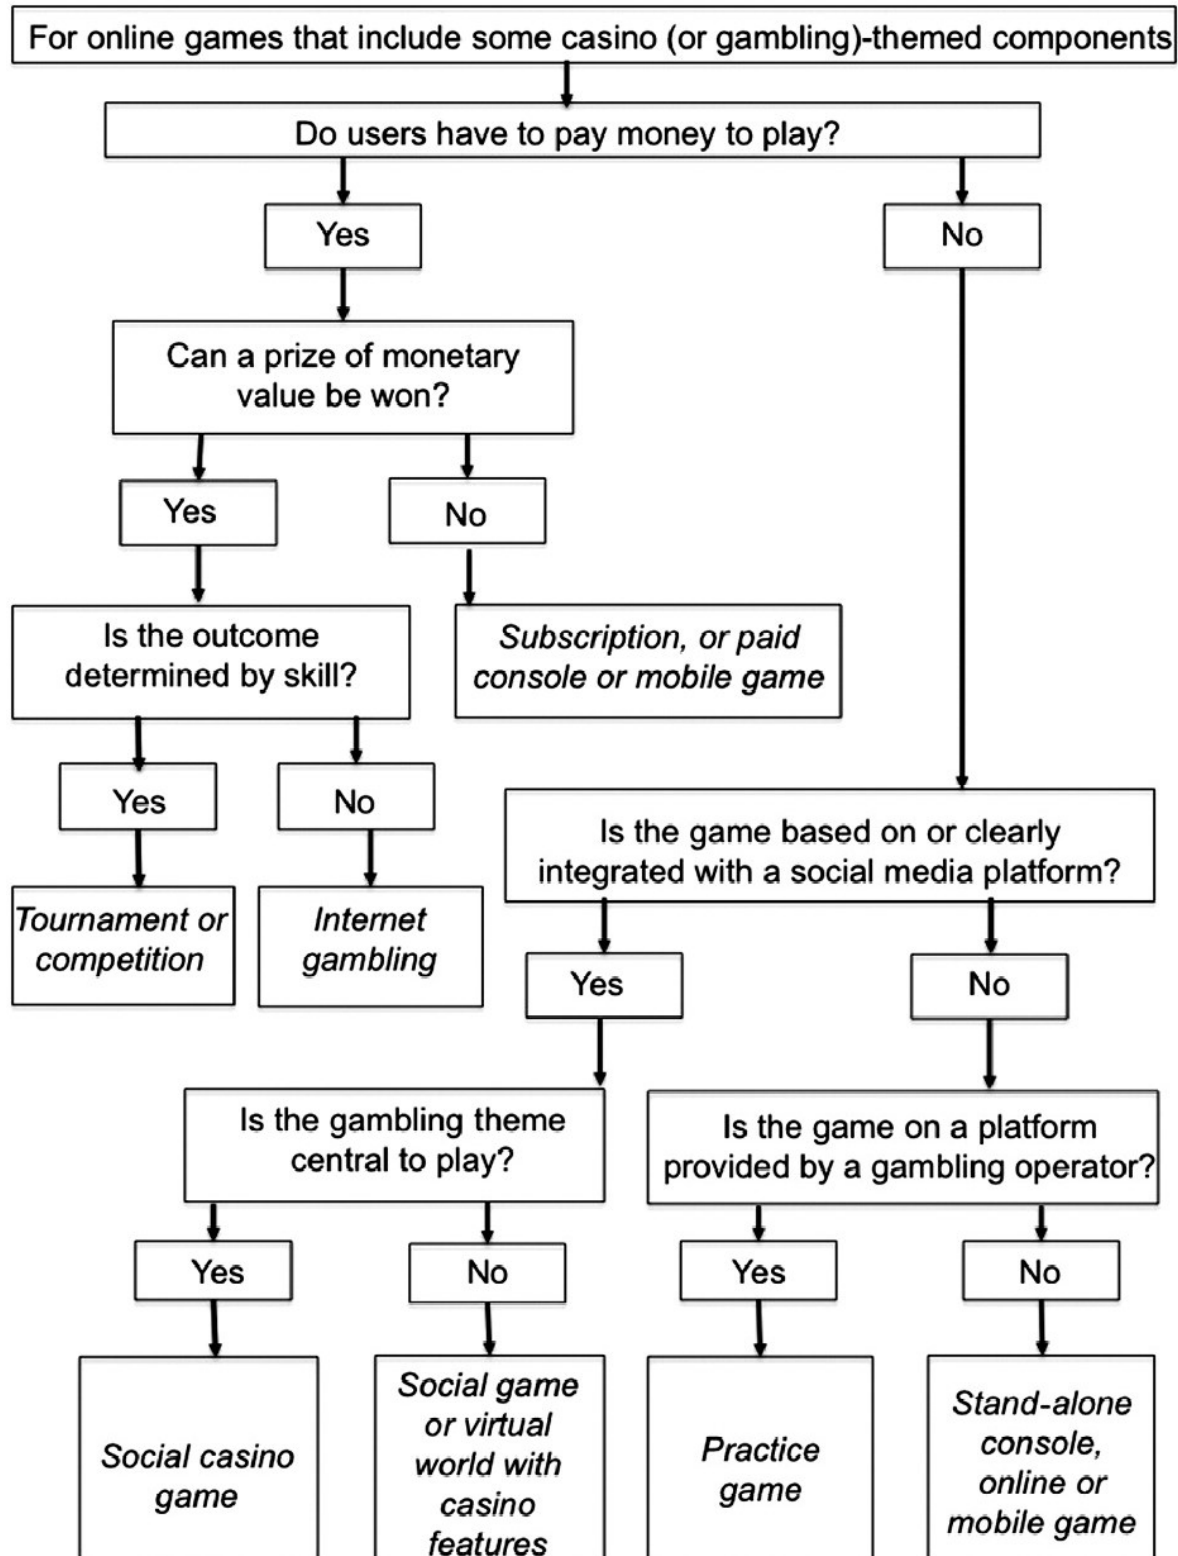 For online games that include some casino (or gambling)-themed components
Do users have to pay money to play?
Yes
No
Can a prize of monetary
value be won?
Yes
No
Is the outcome
determined by skill?
Subscription, or paid
console or mobile game
Yes
No
Tournament or
competition
Internet
gambling
Is the game based on or clearly
integrated with a social media platform?
Yes
No
Is the gambling theme
central to play?
Is the game on a platform
provided by a gambling operator?
Yes
No
Yes
No
Social casino
game
Social game
or virtual
world with
casino
features
Practice
game
Stand-alone
console,
online or
mobile game